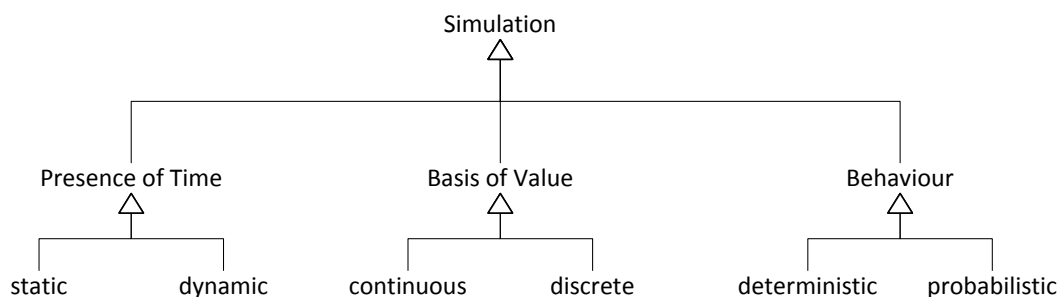 Simulation
Presence of Time Basis of Value Behaviour
static dynamic continuous discrete deterministic probabilistic